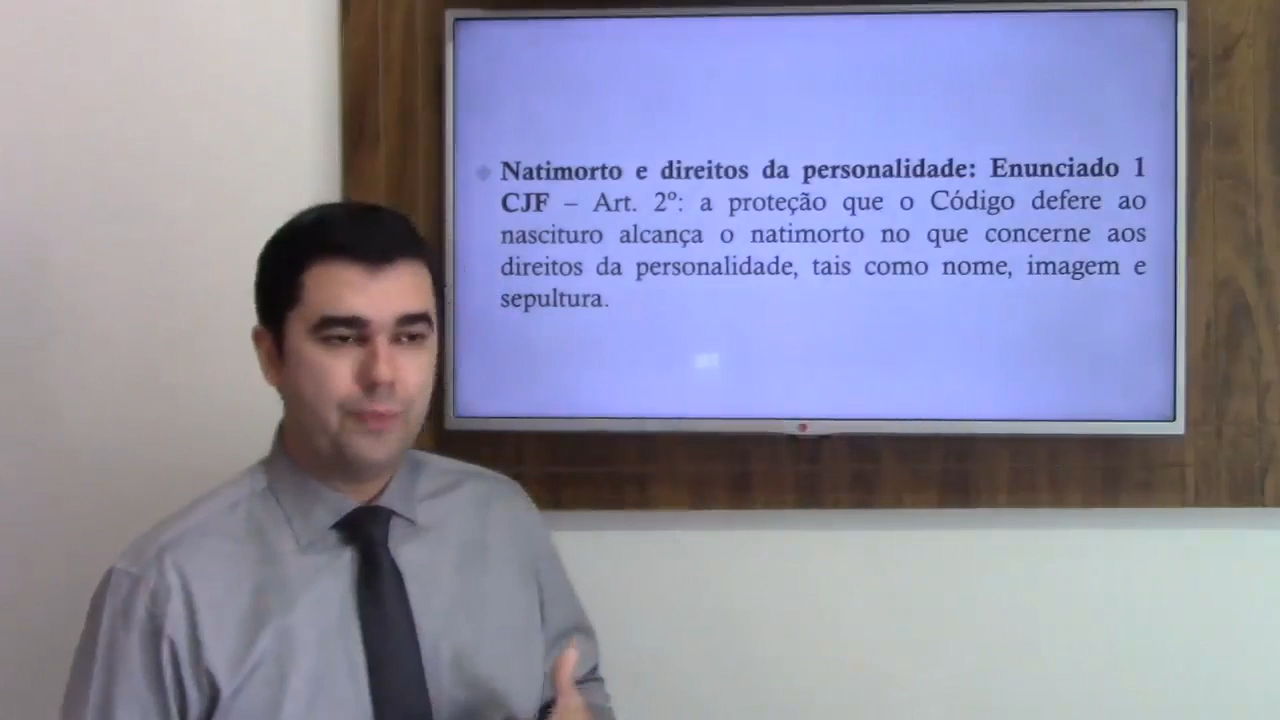 Natimorto e direitos da personalidade: Enunciado 1
CJF – Art. 2º: a proteção que o Código defere ao
nascituro alcança o natimorto no que concerne aos
direitos da personalidade, tais como nome, imagem e
sepultura.